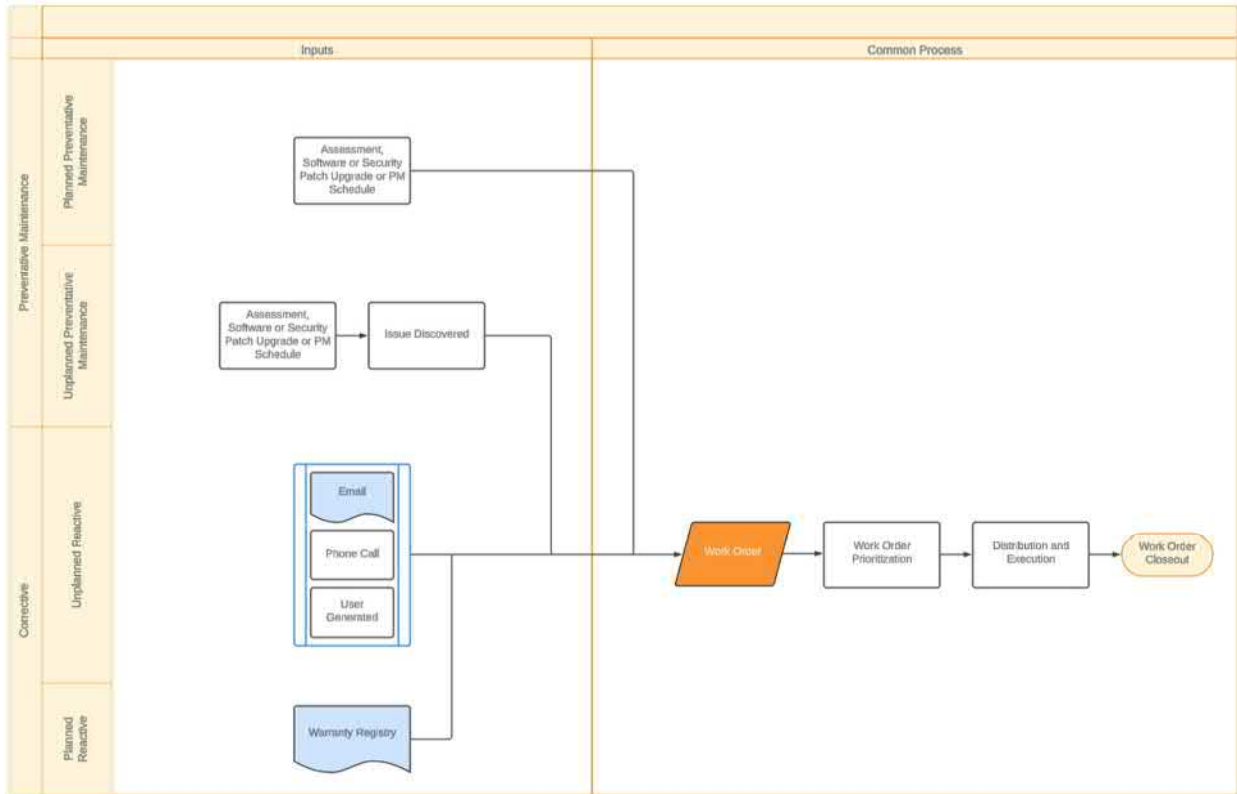 Inputs
Common Process
Preventative Maintenance
Planned Preventative
Maintenance
Assessment,
Software or Security
Patch Upgrade or PM
Schedule
Unplanned Preventative
Maintenance
Assessment,
Software or Security
Patch Upgrade or PM
Schedule
Issue Discovered
Corrective
Unplanned Reactive
Email
Phone Call
User
Generated
Work Order
Work Order
Prioritization
Distribution and
Execution
Work Order
Closeout
Planned
Reactive
Warranty Registry